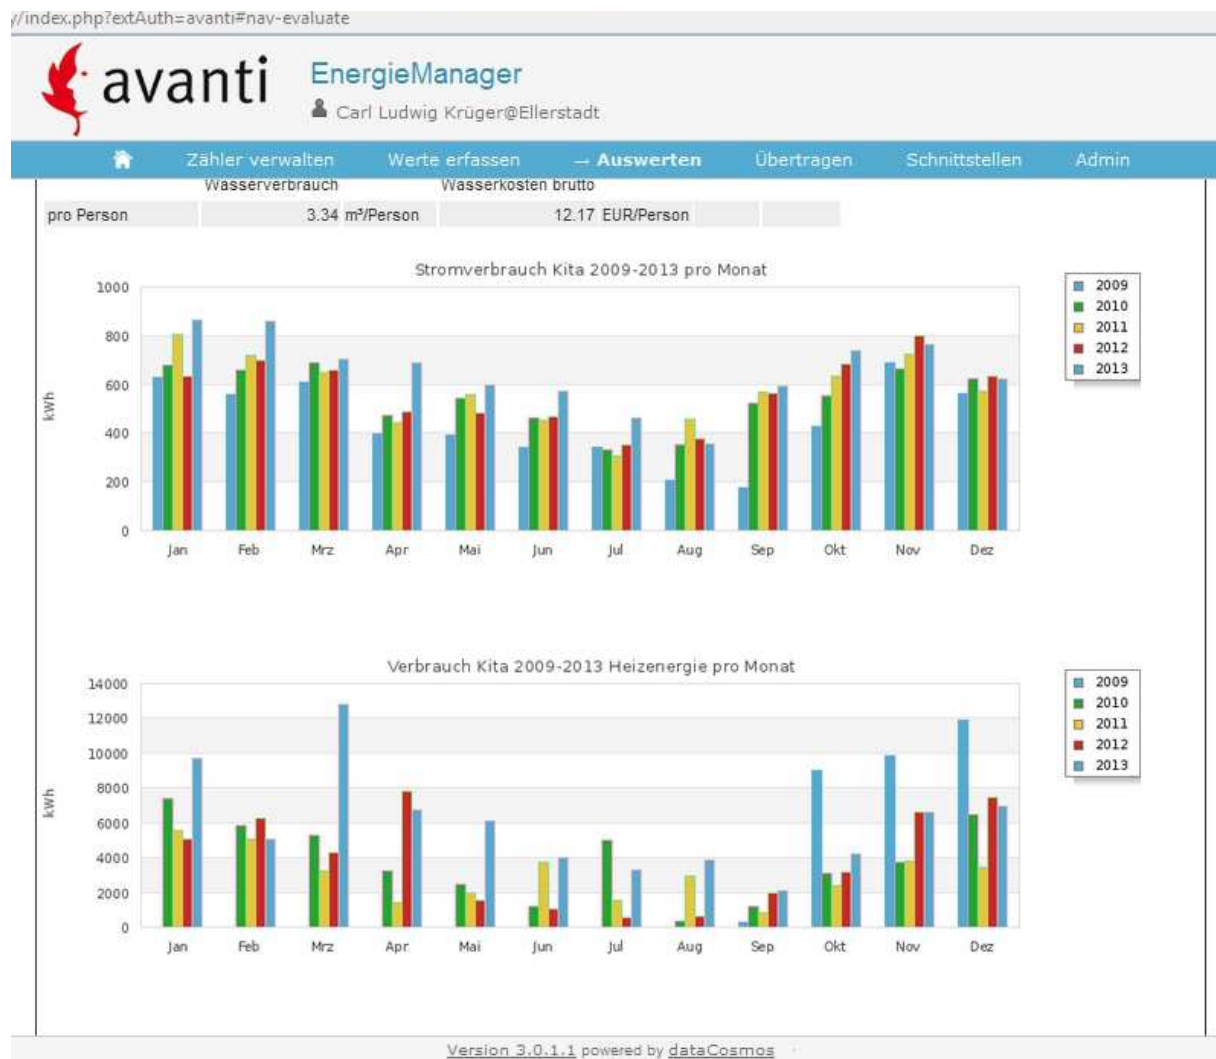 y/index.php?extAuth=avanti#nav-evaluate
avanti
EnergieManager
Carl Ludwig Krüger@Ellerstadt
Zähler verwalten Werte erfassen → Auswerten Übertragen Schnittstellen Admin
Wasserverbrauch Wasserkosten brutto
pro Person 3.34 m³/Person 12.17 EUR/Person
Stromverbrauch Kita 2009-2013 pro Monat
1000
800
600
400
200
0
kWh
Jan Feb Mrz Apr Mai Jun Jul Aug Sep Okt Nov Dez
2009
2010
2011
2012
2013
Verbrauch Kita 2009-2013 Heizenergie pro Monat
14000
12000
10000
8000
6000
4000
2000
0
kWh
Jan Feb Mrz Apr Mai Jun Jul Aug Sep Okt Nov Dez
2009
2010
2011
2012
2013
Version 3.0.1.1 powered by dataCosmos